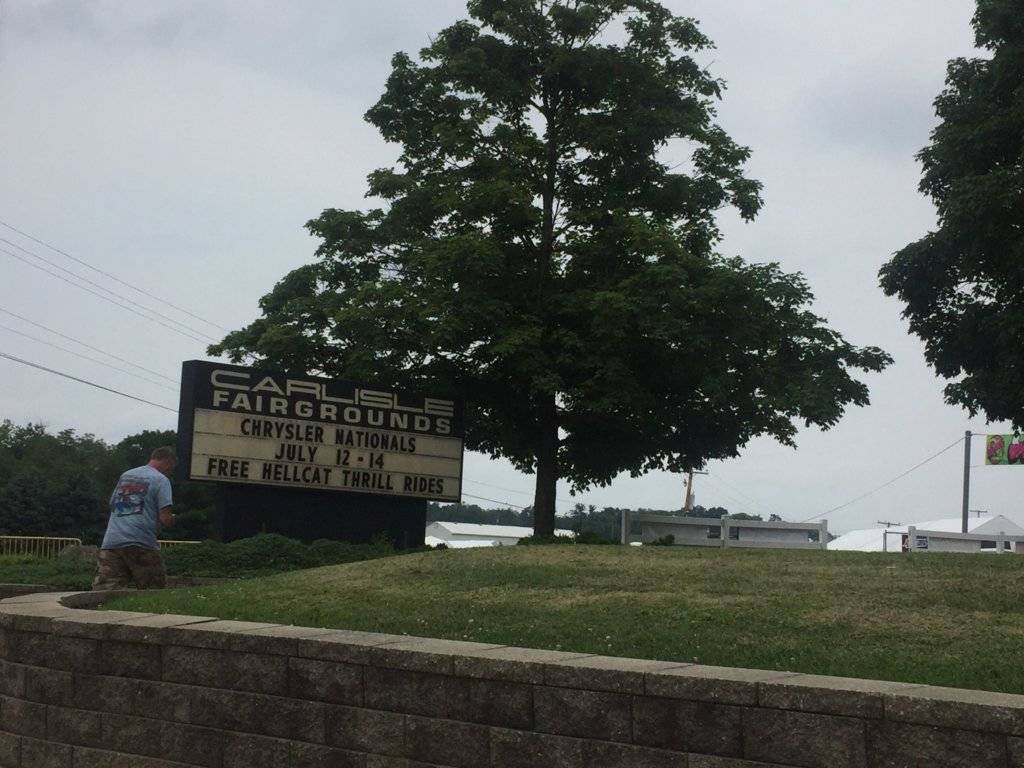 CARLISLE
FAIRGROUNDS
CHRYSLER NATIONALS
JULY 12 - 14
FREE HELLCAT THRILL RIDES